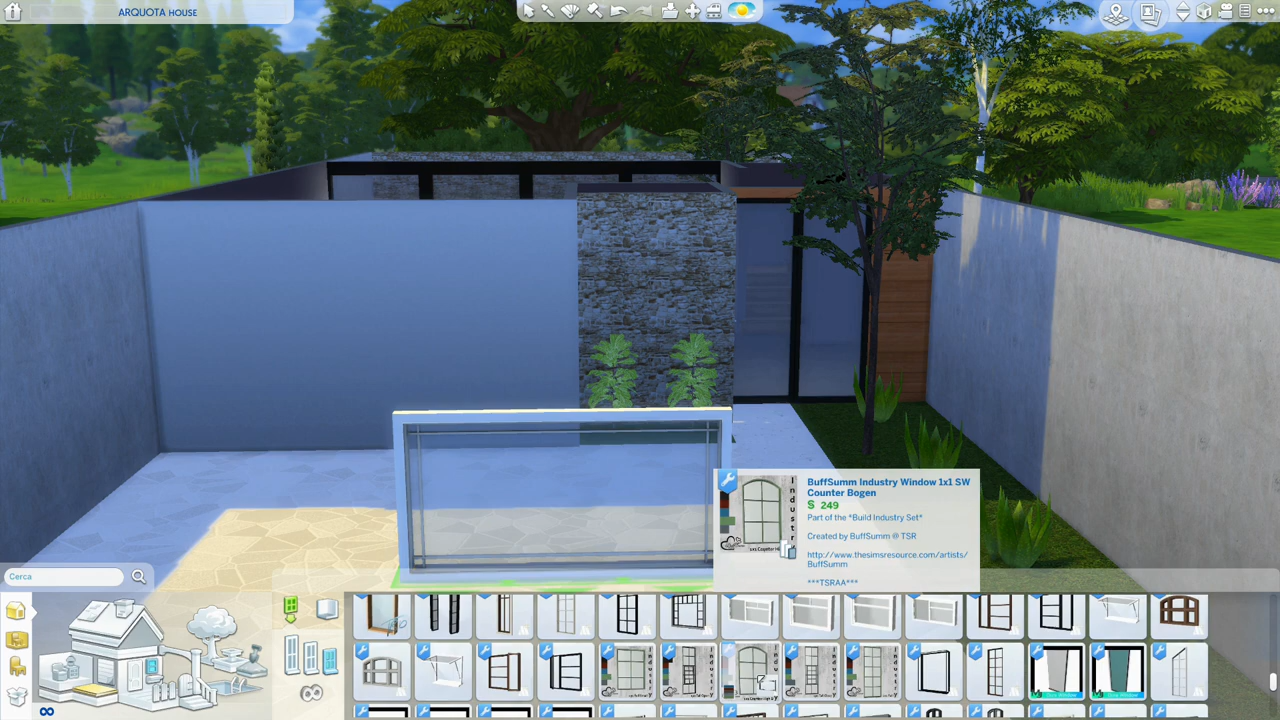 ARQUOTA HOUSE
BuffSumm Industry Window 1x1 SW
Counter Bogen
$ 249
Part of the *Build Industry Set*
Created by BuffSumm @ TSR
http://www.thesimsresource.com/artists/
BuffSumm
***TSRAA***
Cerca